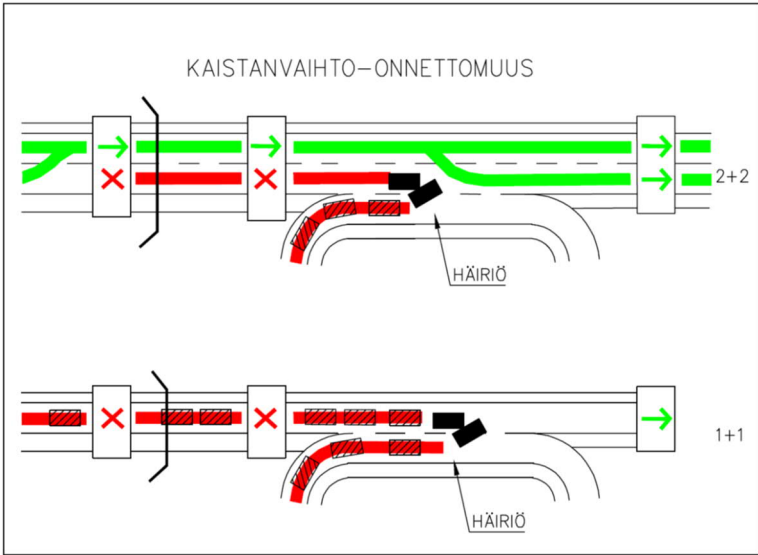 KAISTANVAIHTO-ONNETTOMUUS
2+2
HÄIRIÖ
1+1
HÄIRIÖ